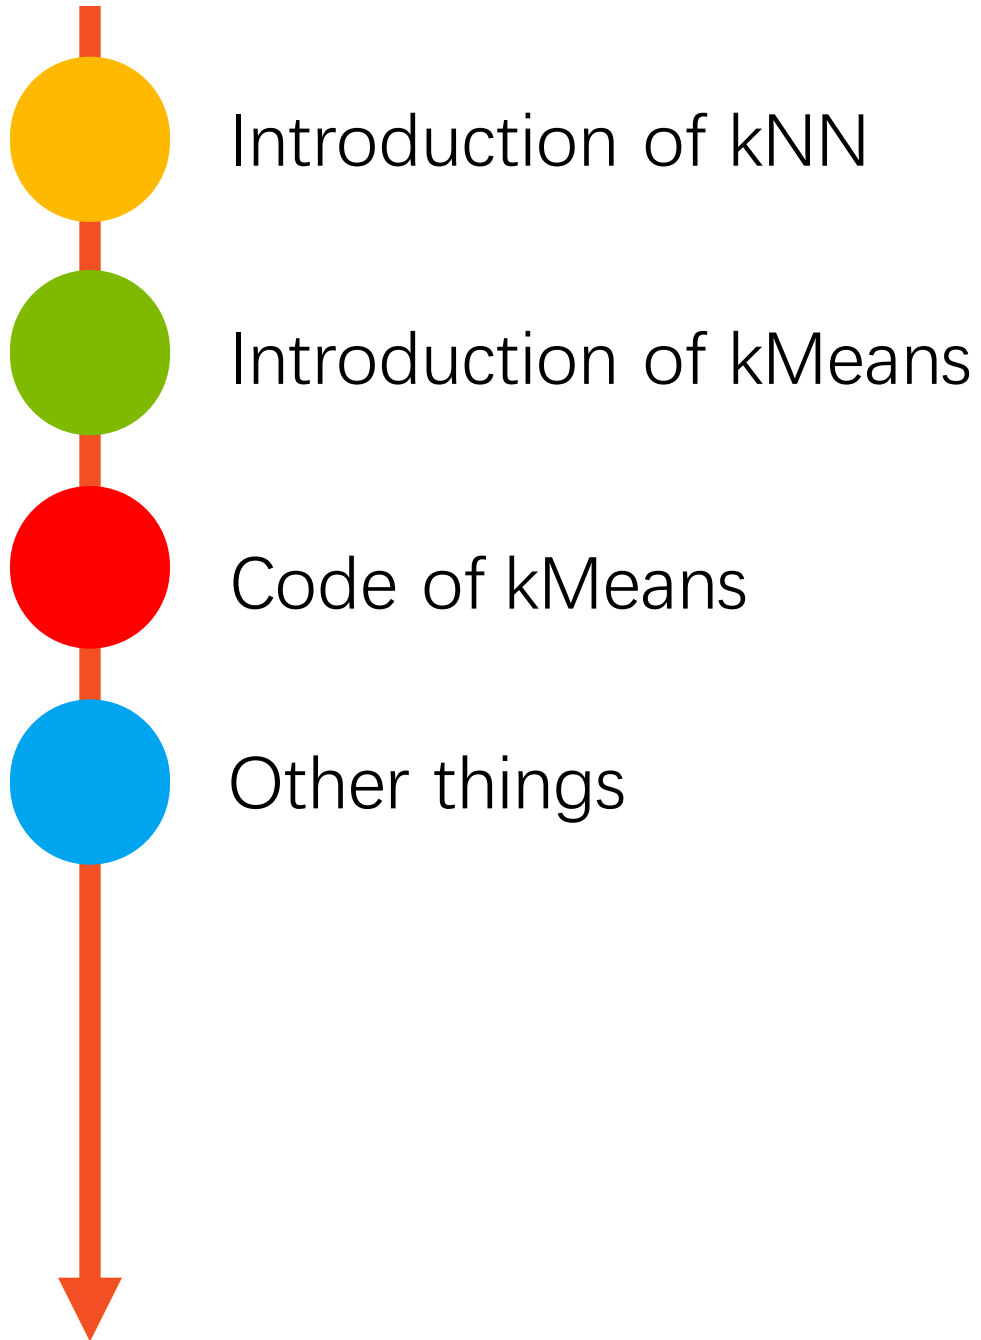 Introduction of kNN
Introduction of kMeans
Code of kMeans
Other things